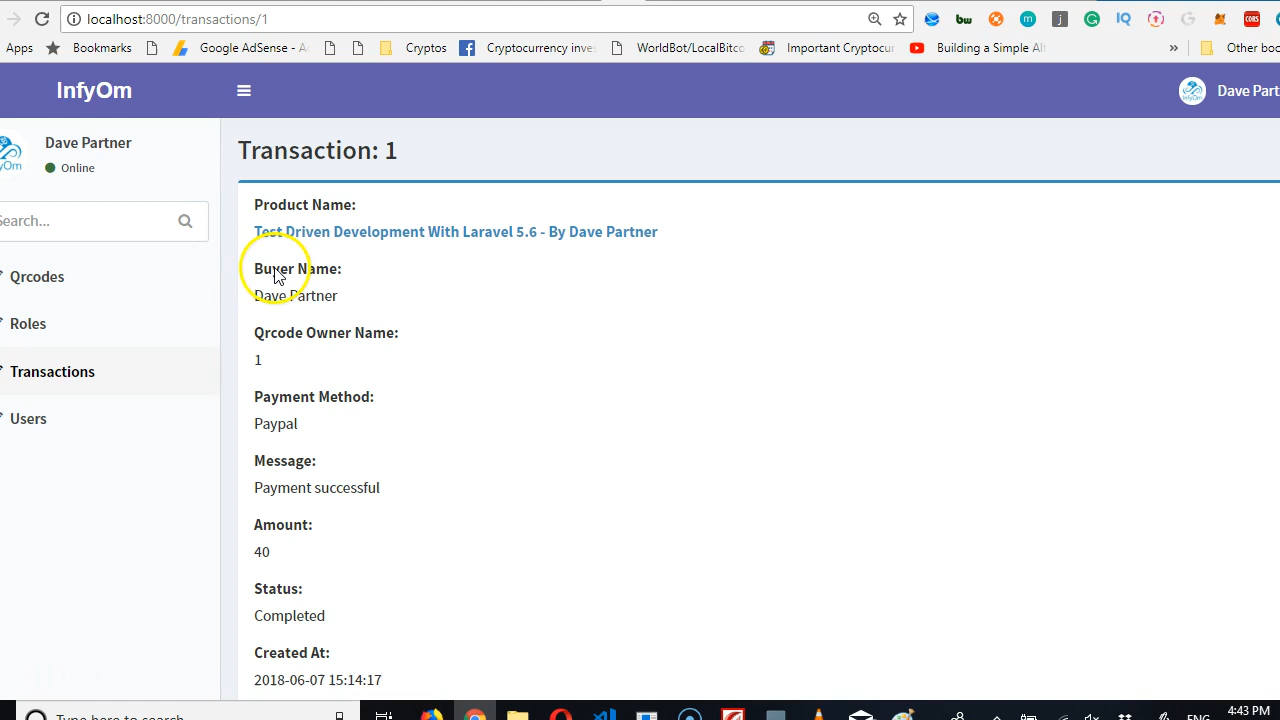 localhost:8000/transactions/1
Apps Bookmarks Google AdSense - A Cryptos Cryptocurrency inve WorldBot/LocalBitco Important Cryptocur Building a Simple Al » Other boo
InfyOm Dave Part
Dave Partner
Online
Search...
Qrcodes
Roles
Transactions
Users
Transaction: 1
Product Name:
Test Driven Development With Laravel 5.6 - By Dave Partner
Buyer Name:
Dave Partner
Qrcode Owner Name:
1
Payment Method:
Paypal
Message:
Payment successful
Amount:
40
Status:
Completed
Created At:
2018-06-07 15:14:17
Type here to search
ENG
4:43 PM